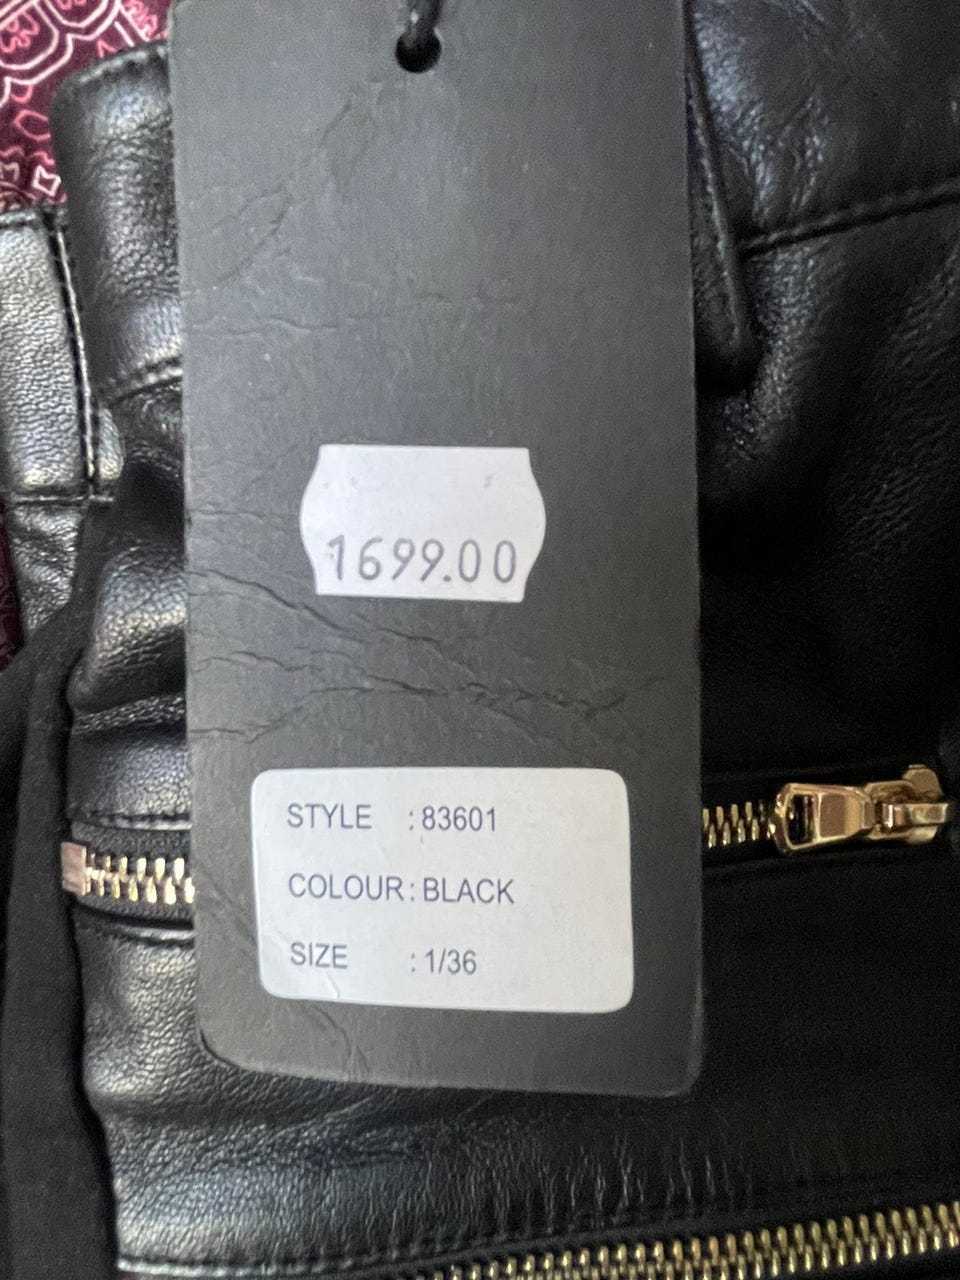 1699.00
STYLE : 83601
COLOUR : BLACK
SIZE : 1/36